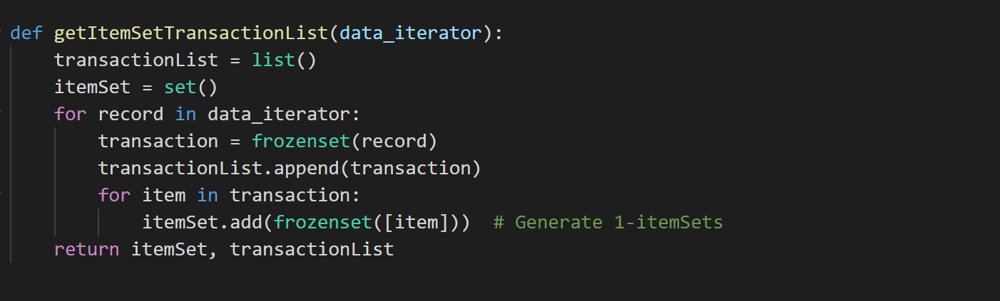 def getItemSetTransactionList(data_iterator):
    transactionList = list()
    itemSet = set()
    for record in data_iterator:
        transaction = frozenset(record)
        transactionList.append(transaction)
        for item in transaction:
            itemSet.add(frozenset([item]))  # Generate 1-itemSets
    return itemSet, transactionList